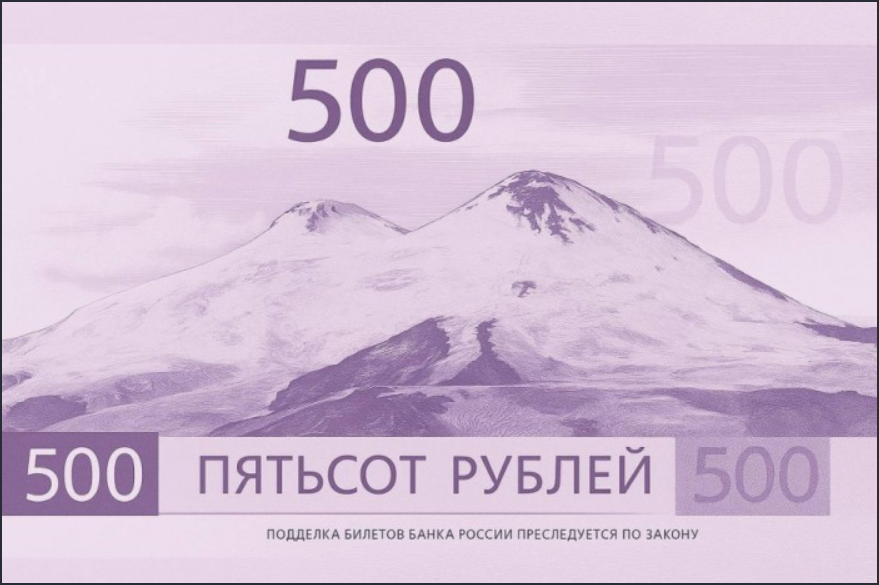 500
500
500 ПЯТЬСОТ РУБЛЕЙ 500
ПОДДЕЛКА БИЛЕТОВ БАНКА РОССИИ ПРЕСЛЕДУЕТСЯ ПО ЗАКОНУ